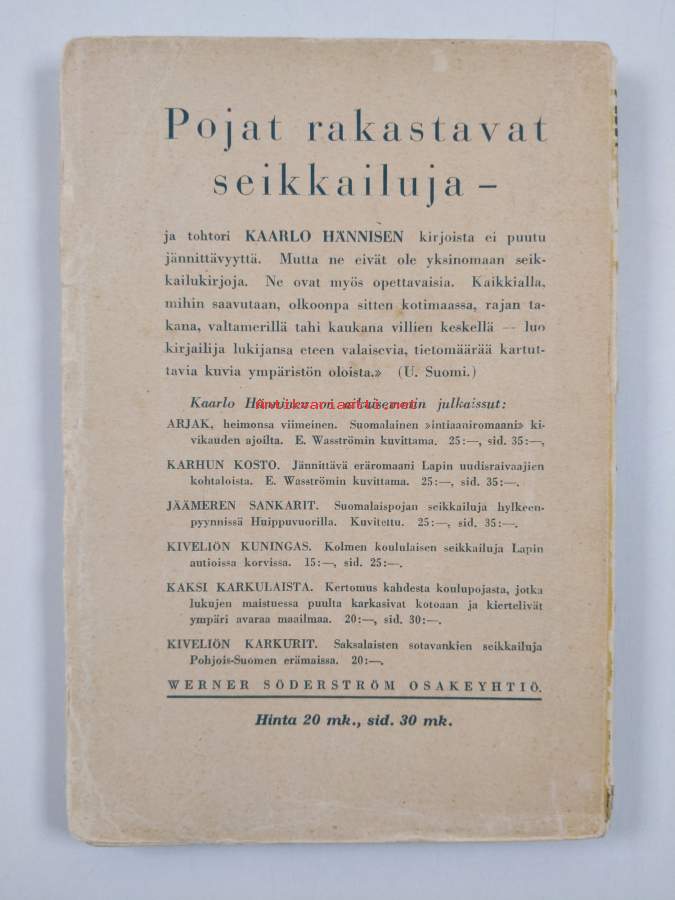 Pojat rakastavat
seikkailuja –
ja tohtori KAARLO HÄNNISEN kirjoista ei puutu
jännittävyyttä. Mutta ne eivät ole yksinomaan seik-
kailukirjoja. Ne ovat myös opettavaisia. Kaikkialla,
mihin saavutaan, olkoonpa sitten kotimaassa, rajan ta-
kana, valtamerillä tahi kaukana villien keskellä — luo
kirjailija lukijansa eteen valaisevia, tietomäärää kartut-
tavia kuvia ympäristön oloista.» (U. Suomi.)
Kaarlo Hänninen on aikaisemmin julkaissut:
Antikvariaatti.net
ARJAK, heimonsa viimeinen. Suomalainen »intiaaniromaani» ki-
vikauden ajoilta. E. Wasströmin kuvittama. 25:—, sid. 35:—,
KARHUN KOSTO. Jännittävä eräromaani Lapin uudisraivaajien
kohtaloista. E. Wasströmin kuvittama. 25:—, sid. 35:—.
JÄÄMEREN SANKARIT. Suomalaispojan seikkailuja hylkeen-
pyynnissä Huippuvuorilla. Kuvitettu. 25:—, sid. 35:—.
KIVELIÖN KUNINGAS. Kolmen koululaisen seikkailuja Lapin
autioissa korvissa. 15:—, sid. 25:—.
KAKSI KARKULAISTA. Kertomus kahdesta koulupojasta, jotka
lukujen maistuessa puulta karkasivat kotoaan ja kiertelivät
ympäri avaraa maailmaa. 20:—, sid. 30:—.
KIVELIÖN KARKURIT. Saksalaisten sotavankien seikkailuja
Pohjois-Suomen erämaissa. 20:—.
WERNER SÖDERSTRÖM OSAKEYHTIÖ.
Hinta 20 mk., sid. 30 mk.